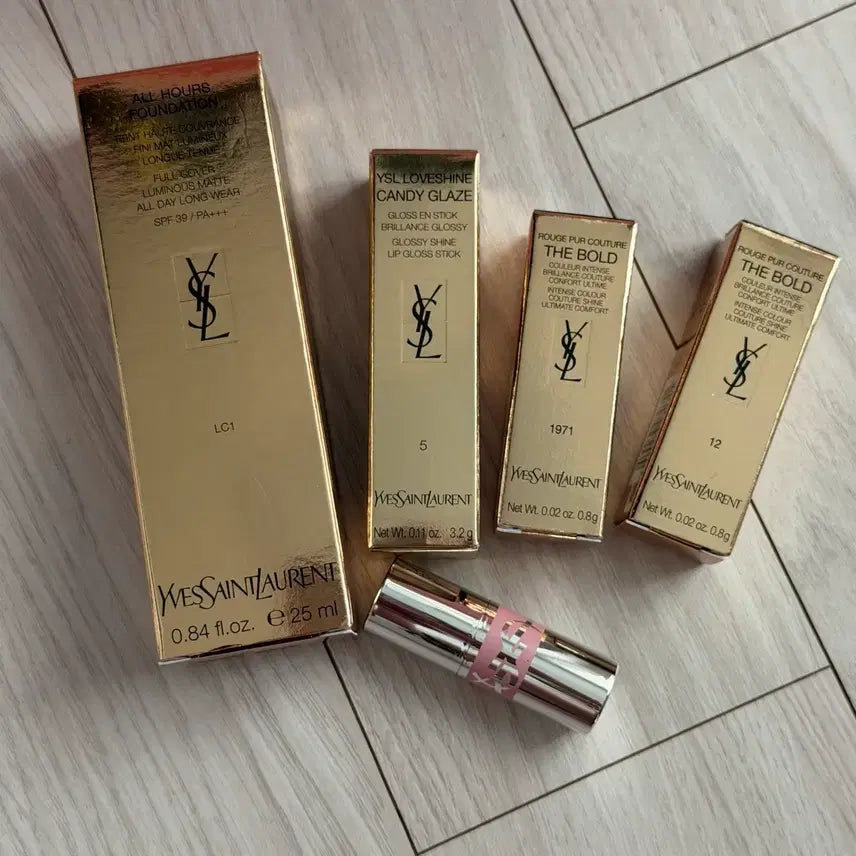 ALL HOURS
FOUNDATION
TEINT HAUTE COUVRANCE
FINI MAT LUMINEUX
LONGUE TENUE
FULL COVER
LUMINOUS MATTE
ALL DAY LONG WEAR
SPF 39 / PA+++
YSL
LC1
YVESSAINTLAURENT
0.84 fl.oz. e 25 ml
YSL LOVESHINE
CANDY GLAZE
GLOSS EN STICK
BRILLANCE GLOSSY
GLOSSY SHINE
LIP GLOSS STICK
YSL
5
YVESSAINTLAURENT
Net Wt. 0.11 oz. 3.2 g
ROUGE PUR COUTURE
THE BOLD
COULEUR INTENSE
BRILLANCE COUTURE
CONFORT ULTIME
INTENSE COLOUR
COUTURE SHINE
ULTIMATE COMFORT
YSL
1971
YVESSAINTLAURENT
Net Wt. 0.02 oz. 0.8g
ROUGE PUR COUTURE
THE BOLD
COULEUR INTENSE
BRILLANCE COUTURE
CONFORT ULTIME
INTENSE COLOUR
COUTURE SHINE
ULTIMATE COMFORT
YSL
12
YVESSAINTLAURENT
Net Wt. 0.02 oz. 0.8g